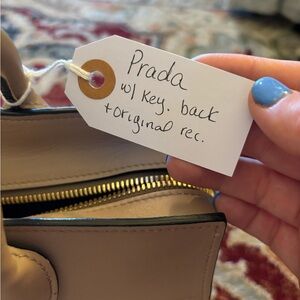 Prada
w/ Key. back
+ original rec.